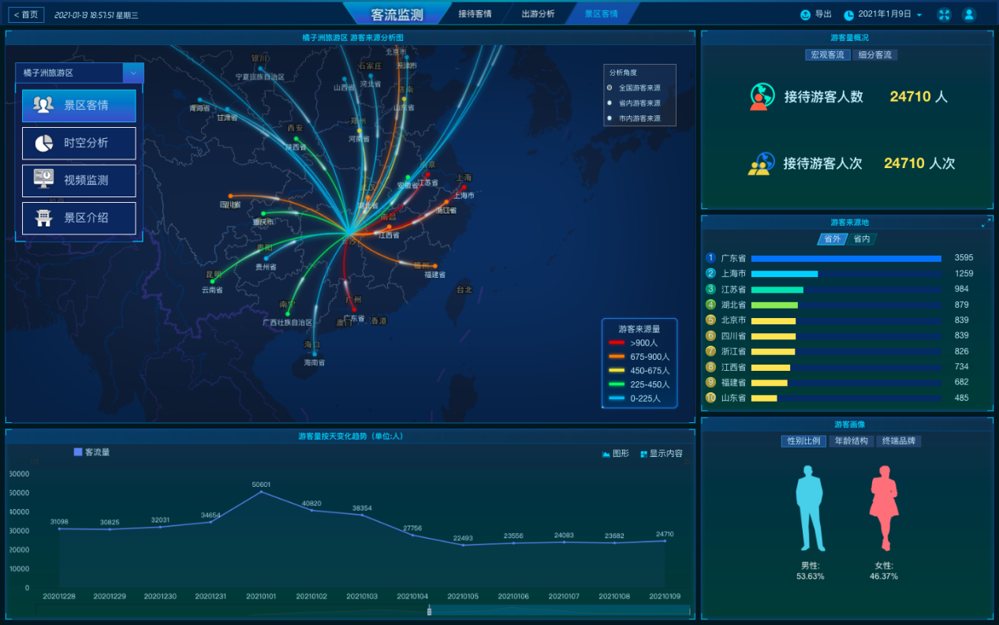 < 首页
2021-01-13 18:57:51 星期三
客流监测
接待客情
出游分析
景区客情
导出
2021年1月9日
橘子洲旅游区 游客来源分析图
橘子洲旅游区
景区客情
时空分析
视频监测
景区介绍
银川
宁夏回族自治区
北京市
天津市
石家庄
山西省
河北省
济南
山东省
青海省
甘肃省
西安
陕西省
郑州
河南省
南京
安徽省
江苏省
上海
上海市
浙江省
武汉
湖北省
四川省
重庆市
南昌
江西省
贵阳
贵州省
福州
福建省
昆明
云南省
台北
南宁
广西壮族自治区
广州
广东省
澳门
香港
海口
海南省
分析角度
全国游客来源
省内游客来源
市内游客来源
游客来源量
>900人
675-900人
450-675人
225-450人
0-225人
游客量概况
宏观客流
细分客流
接待游客人数 24710 人
接待游客人次 24710 人次
游客来源地
省外
省内
1 广东省 3595
2 上海市 1259
3 江苏省 984
4 湖北省 879
5 北京市 839
6 四川省 839
7 浙江省 826
8 江西省 734
9 福建省 682
10 山东省 485
游客量按天变化趋势（单位:人）
客流量
图形
显示内容
60000
50000
40000
30000
20000
10000
0
31098
30825
32031
34654
50601
40820
38354
27756
22493
23556
24083
23682
24710
20201228
20201229
20201230
20201231
20210101
20210102
20210103
20210104
20210105
20210106
20210107
20210108
20210109
游客画像
性别比例
年龄结构
终端品牌
男性:
53.63%
女性:
46.37%